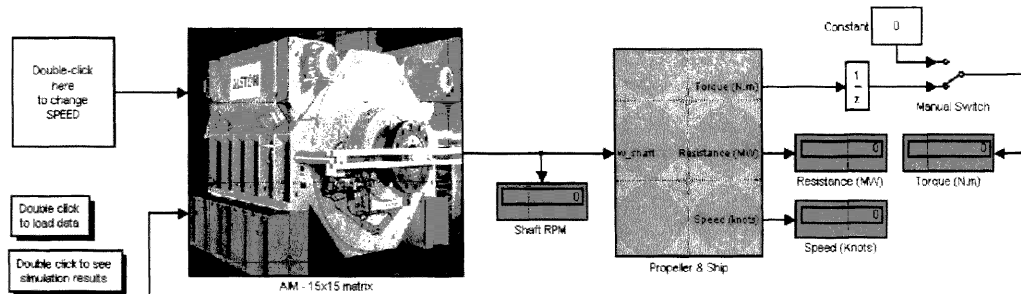 Double-click
here
to change
SPEED
Double click
to load data
Double click to see
simulation results
ALSTOM
AIM - 15x15 matrix
0
Shaft RPM
w_shaft
Torque (N.m)
Resistance (MW)
Speed (knots)
Propeller & Ship
Constant
0
1
z
Manual Switch
0
Resistance (MW)
0
Torque (N.m)
0
Speed (Knots)